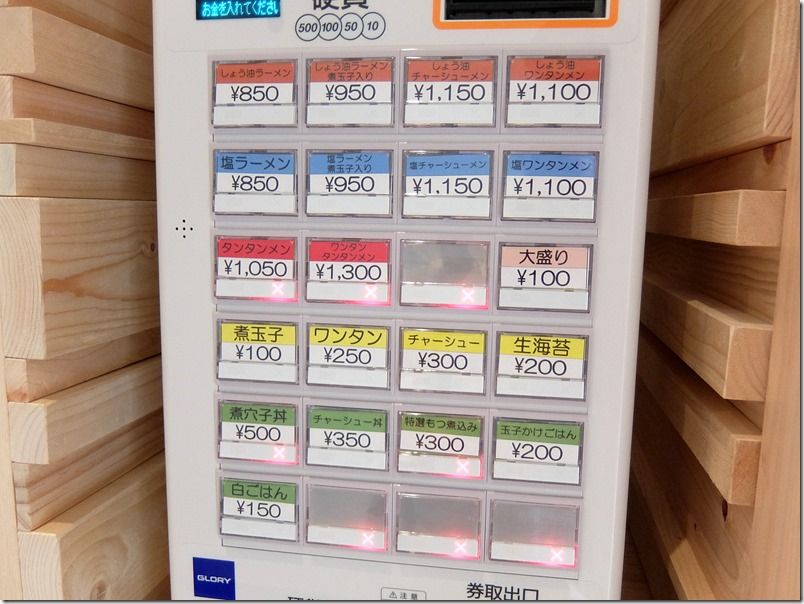 お金を入れてください
硬貨
500 100 50 10
しょう油ラーメン
¥850
しょう油ラーメン
煮玉子入り
¥950
しょう油
チャーシューメン
¥1,150
しょう油
ワンタンメン
¥1,100
塩ラーメン
¥850
塩ラーメン
煮玉子入り
¥950
塩チャーシューメン
¥1,150
塩ワンタンメン
¥1,100
タンタンメン
¥1,050
×
ワンタン
タンタンメン
¥1,300
×
×
大盛り
¥100
煮玉子
¥100
ワンタン
¥250
チャーシュー
¥300
生海苔
¥200
煮穴子丼
¥500
×
チャーシュー丼
¥350
特選もつ煮込み
¥300
×
玉子かけごはん
¥200
白ごはん
¥150
×
×
×
GLORY
⚠注意
券取出口